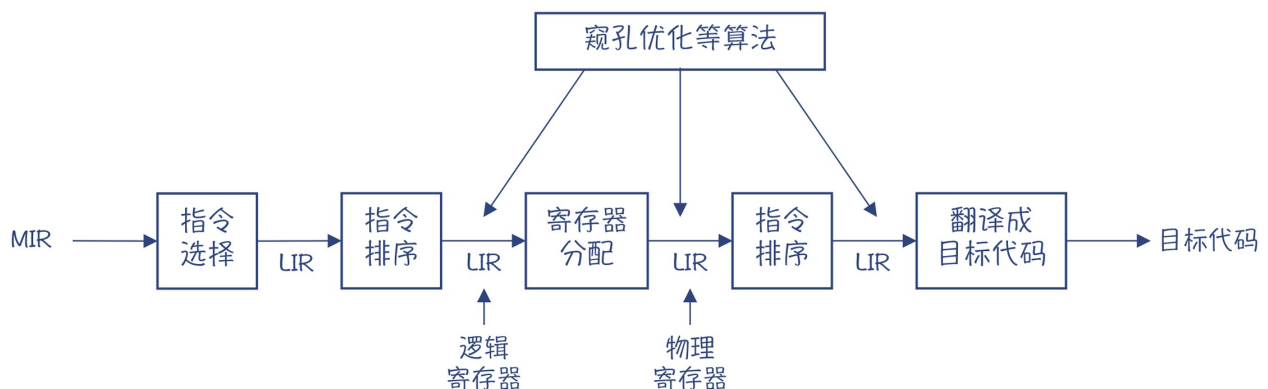 窥孔优化等算法
MIR
指令
选择
LIR
指令
排序
LIR
逻辑
寄存器
寄存器
分配
LIR
物理
寄存器
指令
排序
LIR
翻译成
目标代码
目标代码